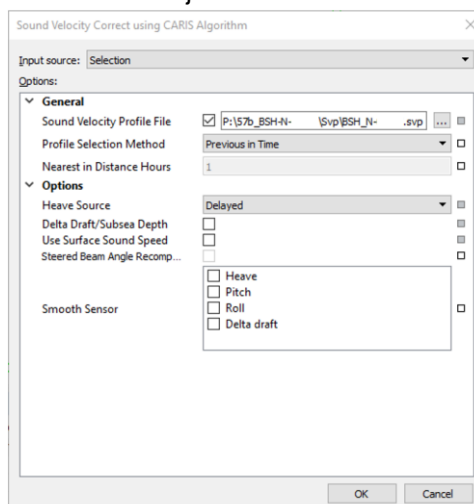 Sound Velocity Correct using CARIS Algorithm
Input source: Selection
Options:
General
Sound Velocity Profile File P:\57b_BSH-N- \Svp\BSH_N- .svp ...
Profile Selection Method Previous in Time
Nearest in Distance Hours 1
Options
Heave Source Delayed
Delta Draft/Subsea Depth
Use Surface Sound Speed
Steered Beam Angle Recomp...
Heave
Pitch
Smooth Sensor Roll
Delta draft
OK Cancel